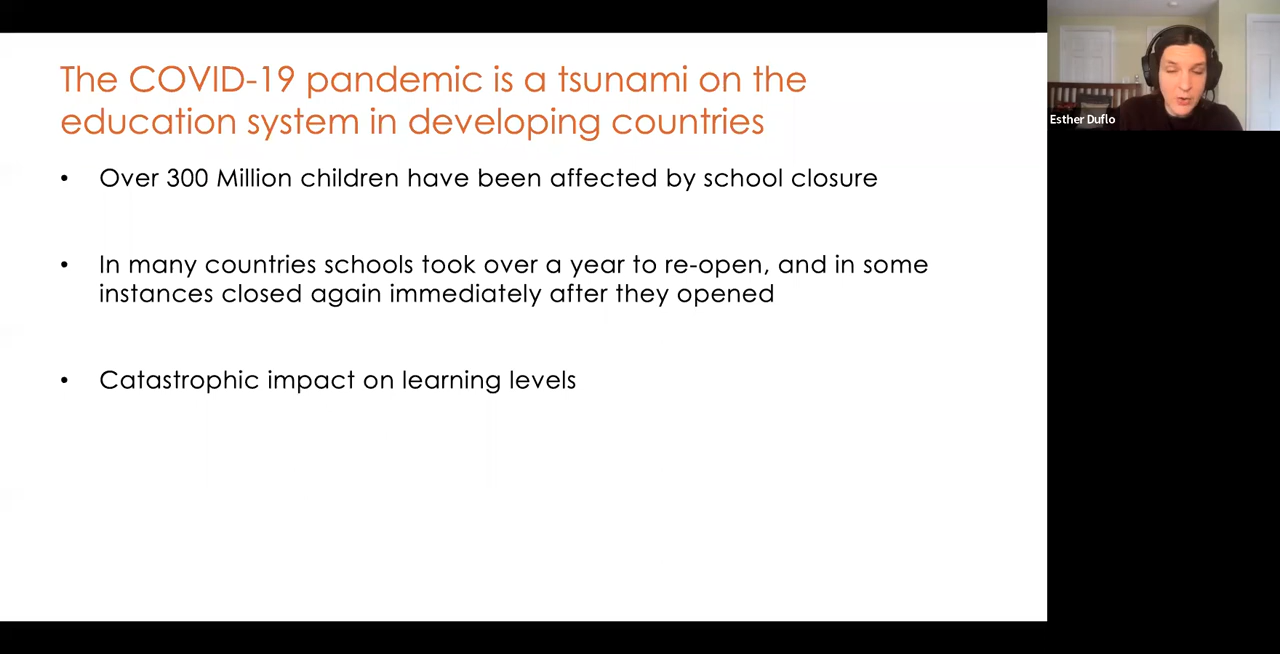 The COVID-19 pandemic is a tsunami on the
education system in developing countries
• Over 300 Million children have been affected by school closure
• In many countries schools took over a year to re-open, and in some
instances closed again immediately after they opened
• Catastrophic impact on learning levels
Esther Duflo